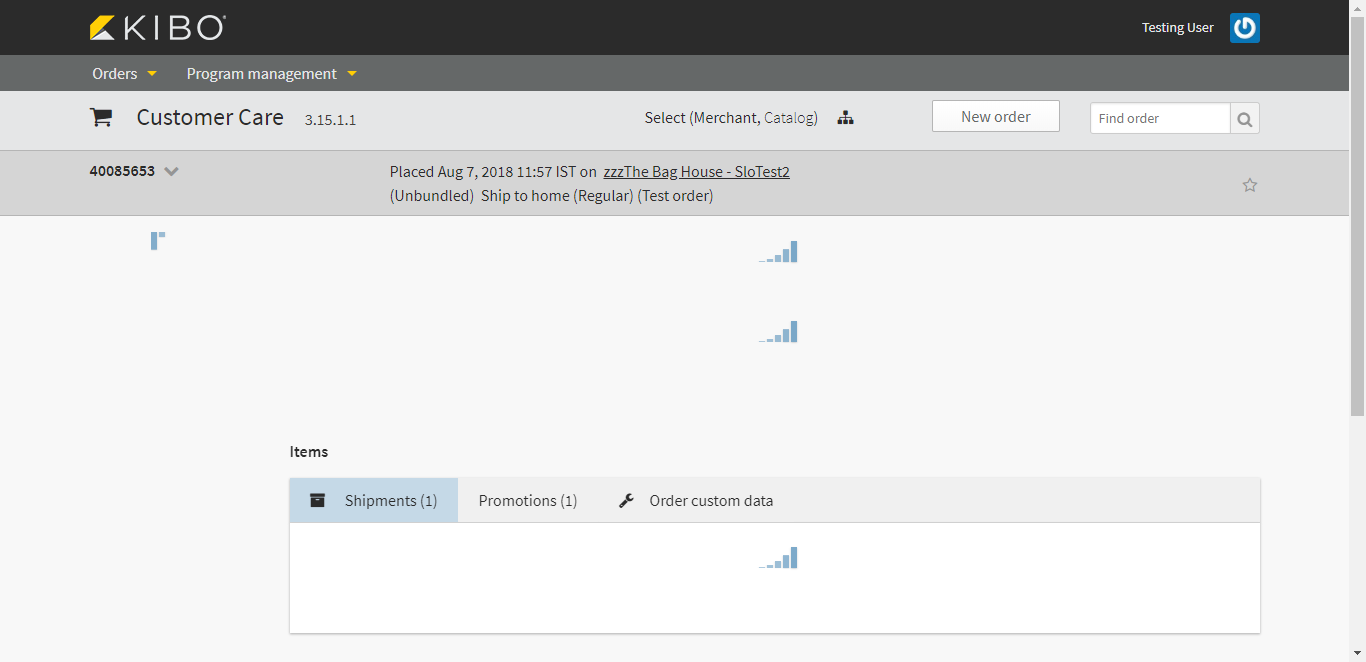 KIBO
Testing User
Orders Program management
Customer Care 3.15.1.1 Select (Merchant, Catalog) New order Find order
40085653 Placed Aug 7, 2018 11:57 IST on zzzThe Bag House - SloTest2
(Unbundled) Ship to home (Regular) (Test order)
Items
Shipments (1) Promotions (1) Order custom data